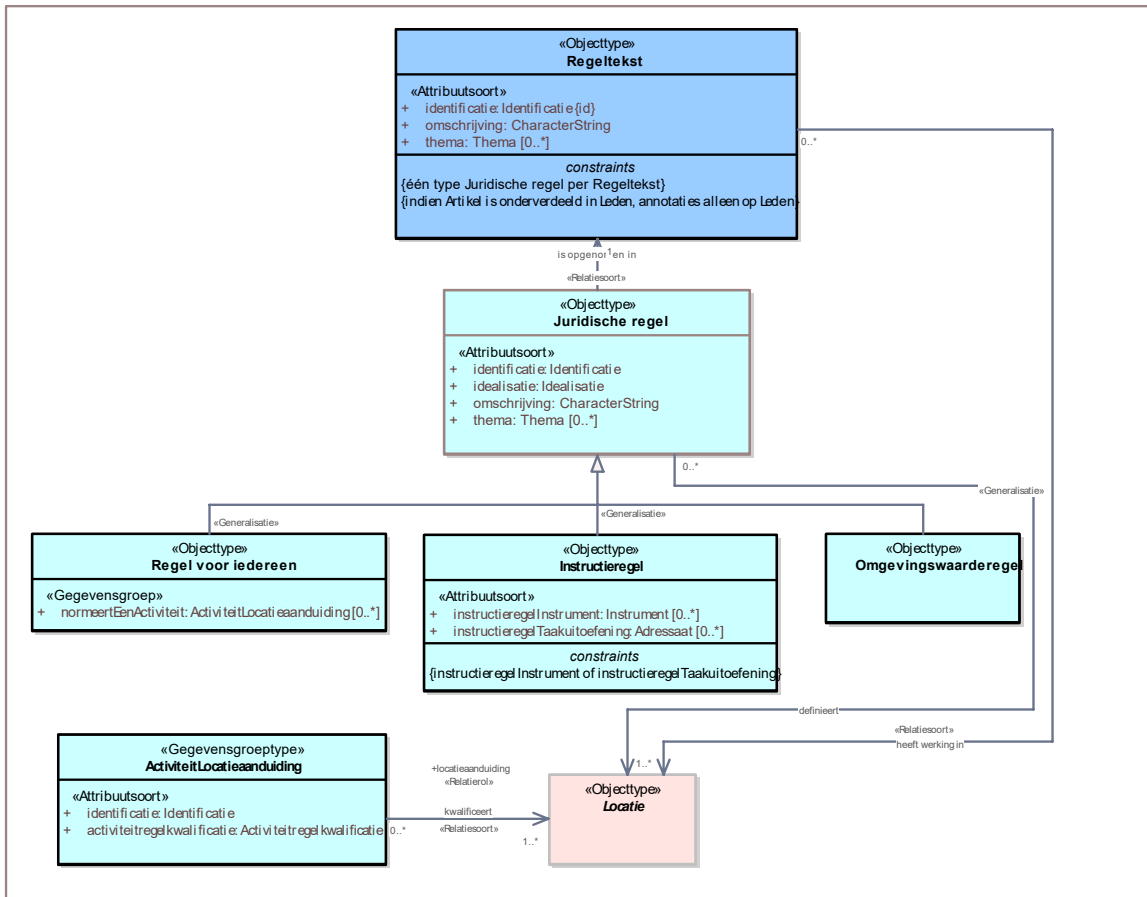 «Objecttype»
Regeltekst
«Attribuutsoort»
+ identificatie: Identificatie {id}
+ omschrijving: CharacterString
+ thema: Thema [0..*]
constraints
{één type Juridische regel per Regeltekst}
{indien Artikel is onderverdeeld in Leden, annotaties alleen op Leden}
0..*
1
is opgenomen in
«Relatiesoort»
«Objecttype»
Juridische regel
«Attribuutsoort»
+ identificatie: Identificatie
+ idealisatie: Idealisatie
+ omschrijving: CharacterString
+ thema: Thema [0..*]
0..*
«Generalisatie»
«Generalisatie»
«Generalisatie»
«Objecttype»
Regel voor iedereen
«Gegevensgroep»
+ normeertEenActiviteit: ActiviteitLocatieaanduiding [0..*]
«Objecttype»
Instructieregel
«Attribuutsoort»
+ instructieregelInstrument: Instrument [0..*]
+ instructieregelTaakuitoefening: Adressaat [0..*]
constraints
{instructieregelInstrument of instructieregelTaakuitoefening}
«Objecttype»
Omgevingswaarderegel
definieert
«Relatiesoort»
heeft werking in
1..*
«Gegevensgroeptype»
ActiviteitLocatieaanduiding
«Attribuutsoort»
+ identificatie: Identificatie
+ activiteitregelkwalificatie: Activiteitregelkwalificatie
0..*
+locatieaanduiding
«Relatierol»
kwalificeert
«Relatiesoort»
1..*
«Objecttype»
Locatie